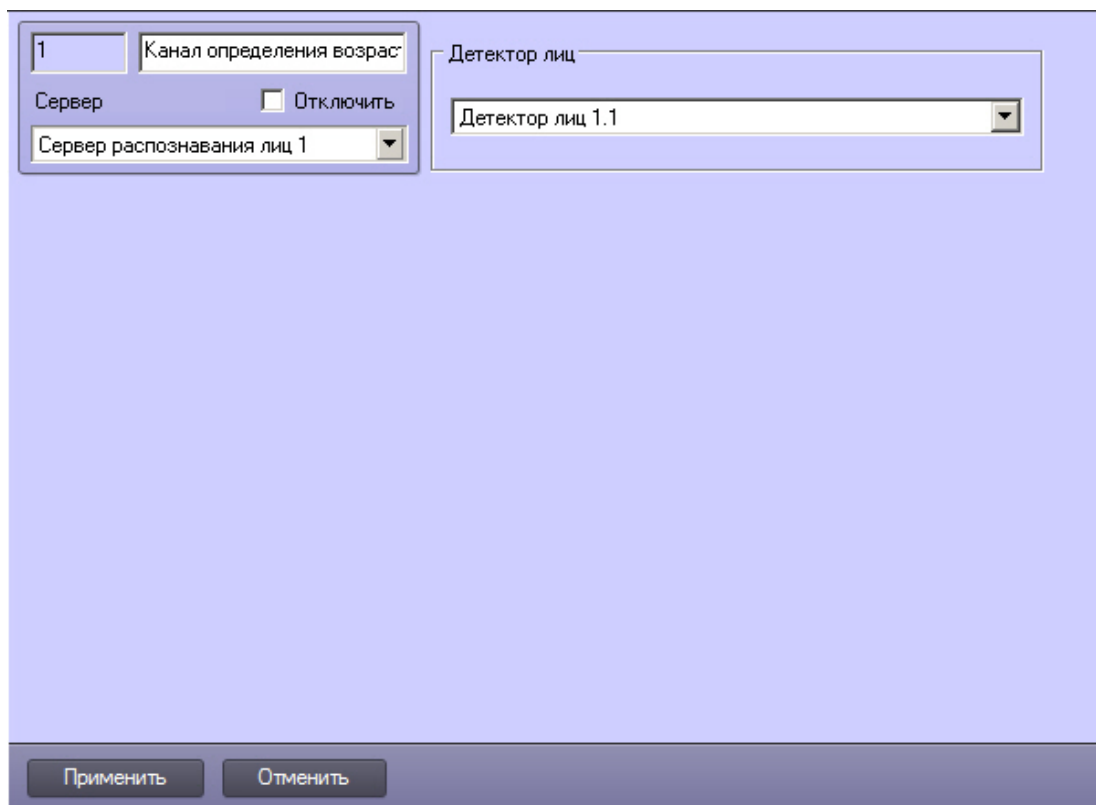 1
Канал определения возраст
Сервер
Отключить
Сервер распознавания лиц 1
Детектор лиц
Детектор лиц 1.1
Применить
Отменить